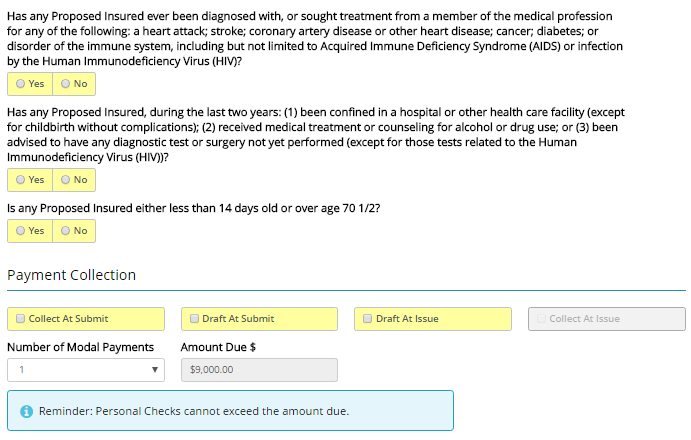 Has any Proposed Insured ever been diagnosed with, or sought treatment from a member of the medical profession
for any of the following: a heart attack; stroke; coronary artery disease or other heart disease; cancer; diabetes; or
disorder of the immune system, including but not limited to Acquired Immune Deficiency Syndrome (AIDS) or infection
by the Human Immunodeficiency Virus (HIV)?
Yes No
Has any Proposed Insured, during the last two years: (1) been confined in a hospital or other health care facility (except
for childbirth without complications); (2) received medical treatment or counseling for alcohol or drug use; or (3) been
advised to have any diagnostic test or surgery not yet performed (except for those tests related to the Human
Immunodeficiency Virus (HIV))?
Yes No
Is any Proposed Insured either less than 14 days old or over age 70 1/2?
Yes No
Payment Collection
Collect At Submit Draft At Submit Draft At Issue Collect At Issue
Number of Modal Payments Amount Due $
1 $9,000.00
Reminder: Personal Checks cannot exceed the amount due.